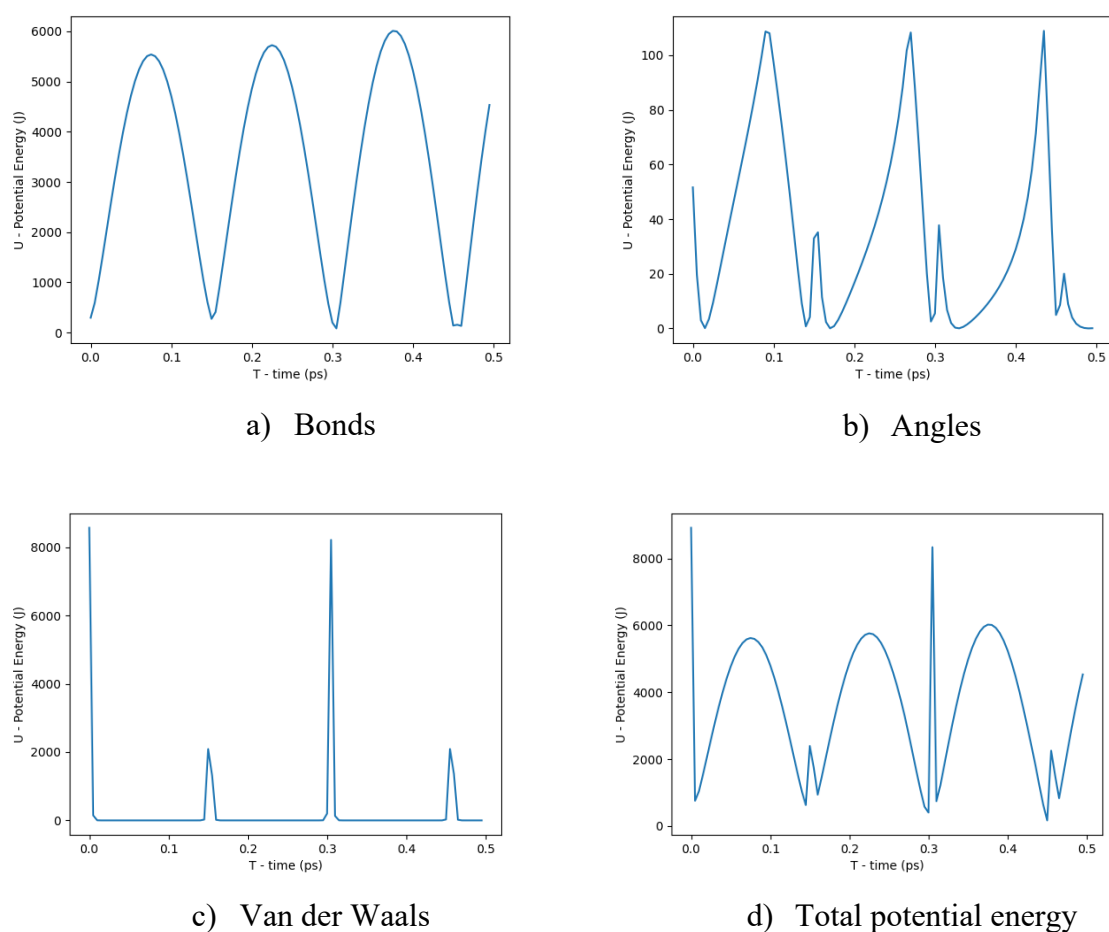 6000
5000
4000
3000
2000
1000
0
U - Potential Energy (J)
0.0 0.1 0.2 0.3 0.4 0.5
T - time (ps)
a) Bonds
100
80
60
40
20
0
U - Potential Energy (J)
0.0 0.1 0.2 0.3 0.4 0.5
T - time (ps)
b) Angles
8000
6000
4000
2000
0
U - Potential Energy (J)
0.0 0.1 0.2 0.3 0.4 0.5
T - time (ps)
c) Van der Waals
8000
6000
4000
2000
0
U - Potential Energy (J)
0.0 0.1 0.2 0.3 0.4 0.5
T - time (ps)
d) Total potential energy